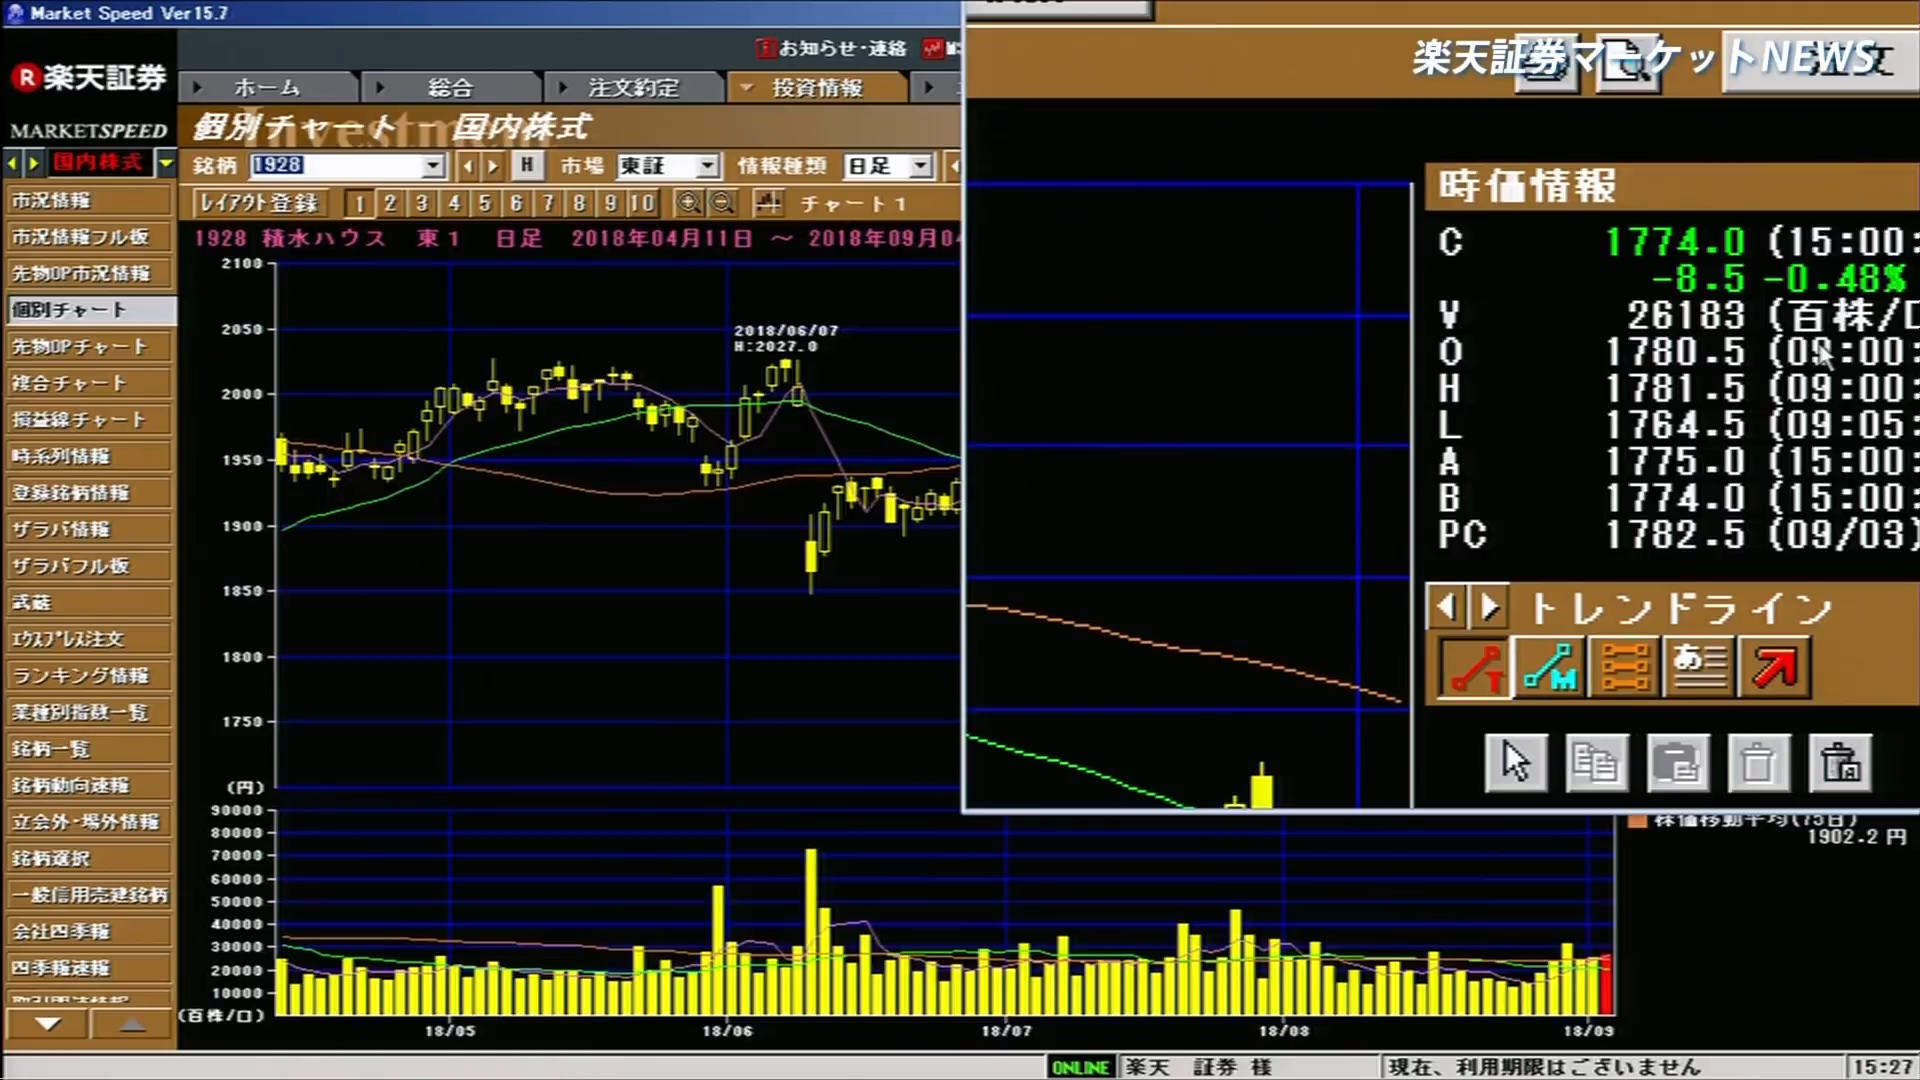 Market Speed Ver15.7
R楽天証券
MARKETSPEED
国内株式
お知らせ・連絡
ホーム
総合
注文約定
投資情報
個別チャート － 国内株式
銘柄 1928 H 市場 東証 情報種類 日足
ﾚｲｱｳﾄ登録 1 2 3 4 5 6 7 8 9 10 チャート1
1928 積水ハウス 東1 日足 2018年04月11日 ～ 2018年09月04
市況情報
市況情報フル板
先物OP市況情報
個別チャート
先物OPチャート
複合チャート
損益線チャート
時系列情報
登録銘柄情報
ザラバ情報
ザラバフル板
武蔵
ｴｸｽﾌﾟﾚｽ注文
ランキング情報
業種別指数一覧
銘柄一覧
銘柄動向速報
立会外・場外情報
銘柄選択
一般信用売建銘柄
会社四季報
四季報速報
2100
2050
2000
1950
1900
1850
1800
1750
(円)
2018/06/07
H:2027.0
90000
80000
70000
60000
50000
40000
30000
20000
10000
(百株/口)
18/05
18/06
18/07
18/08
18/09
楽天証券マーケットNEWS
注文
時価情報
C 1774.0 (15:00:
-8.5 -0.48%
V 26183 (百株/口
O 1780.5 (09:00:
H 1781.5 (09:00:
L 1764.5 (09:05:
A 1775.0 (15:00:
B 1774.0 (15:00:
PC 1782.5 (09/03)
トレンドライン
T
M
あ
株価移動平均(75日)
1902.2 円
ONLINE
楽天 証券 様
現在、利用期限はございません
15:27